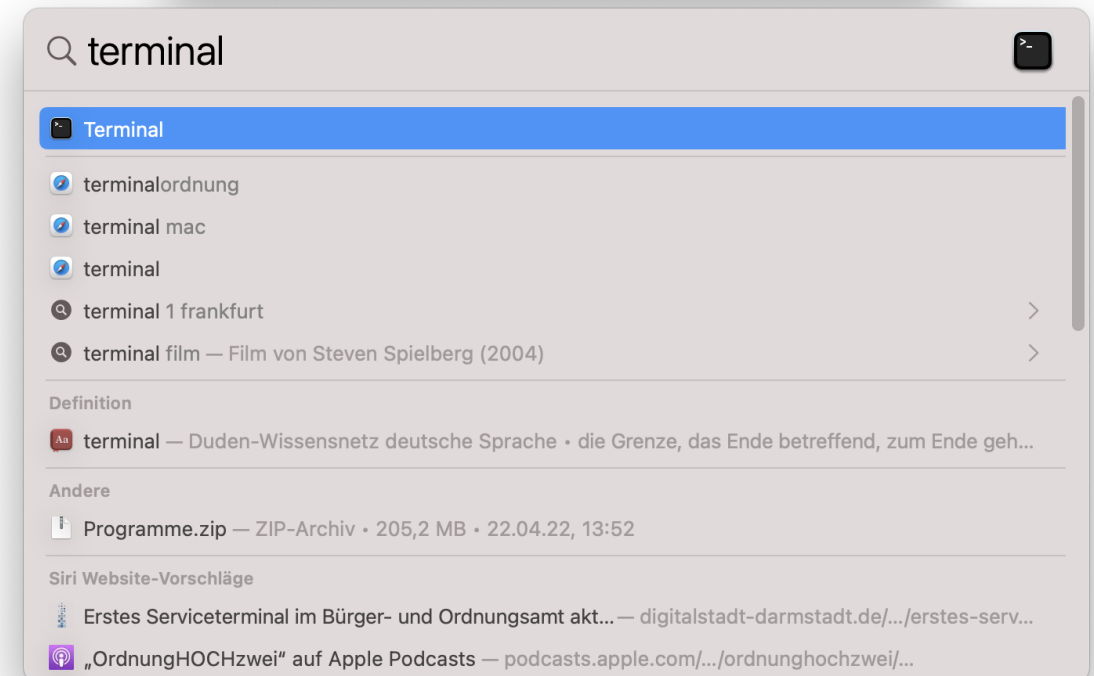 terminal
Terminal
terminalordnung
terminal mac
terminal
terminal 1 frankfurt
terminal film — Film von Steven Spielberg (2004)
Definition
terminal — Duden-Wissensnetz deutsche Sprache • die Grenze, das Ende betreffend, zum Ende geh...
Andere
Programme.zip — ZIP-Archiv • 205,2 MB • 22.04.22, 13:52
Siri Website-Vorschläge
Erstes Serviceterminal im Bürger- und Ordnungsamt akt... — digitalstadt-darmstadt.de/.../erstes-serv...
„OrdnungHOCHzwei“ auf Apple Podcasts — podcasts.apple.com/.../ordnunghochzwei/...